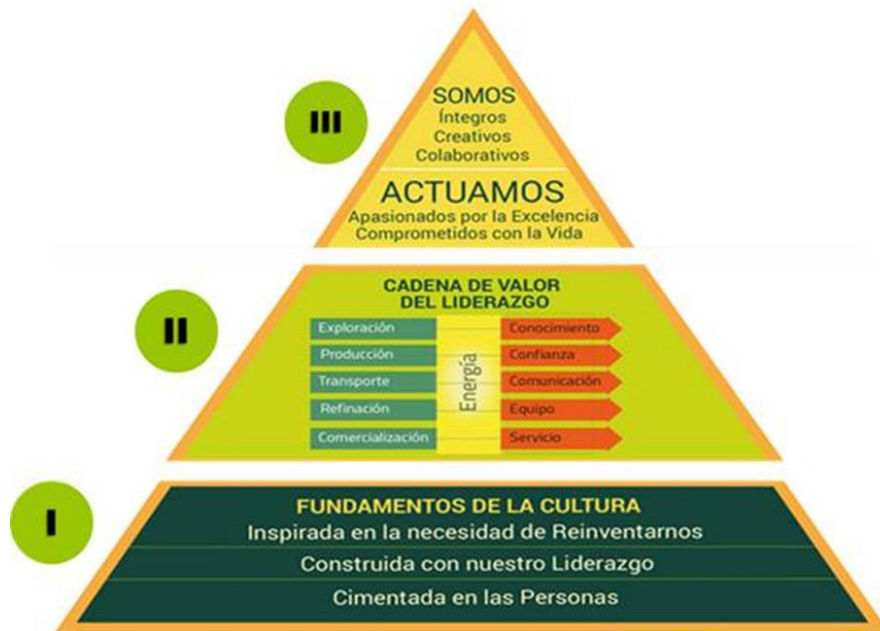 III
SOMOS
Íntegros
Creativos
Colaborativos
ACTUAMOS
Apasionados por la Excelencia
Comprometidos con la Vida
II
CADENA DE VALOR
DEL LIDERAZGO
Exploración
Conocimiento
Producción
Confianza
Transporte
Comunicación
Refinación
Equipo
Comercialización
Servicio
Energía
I
FUNDAMENTOS DE LA CULTURA
Inspirada en la necesidad de Reinventarnos
Construida con nuestro Liderazgo
Cimentada en las Personas